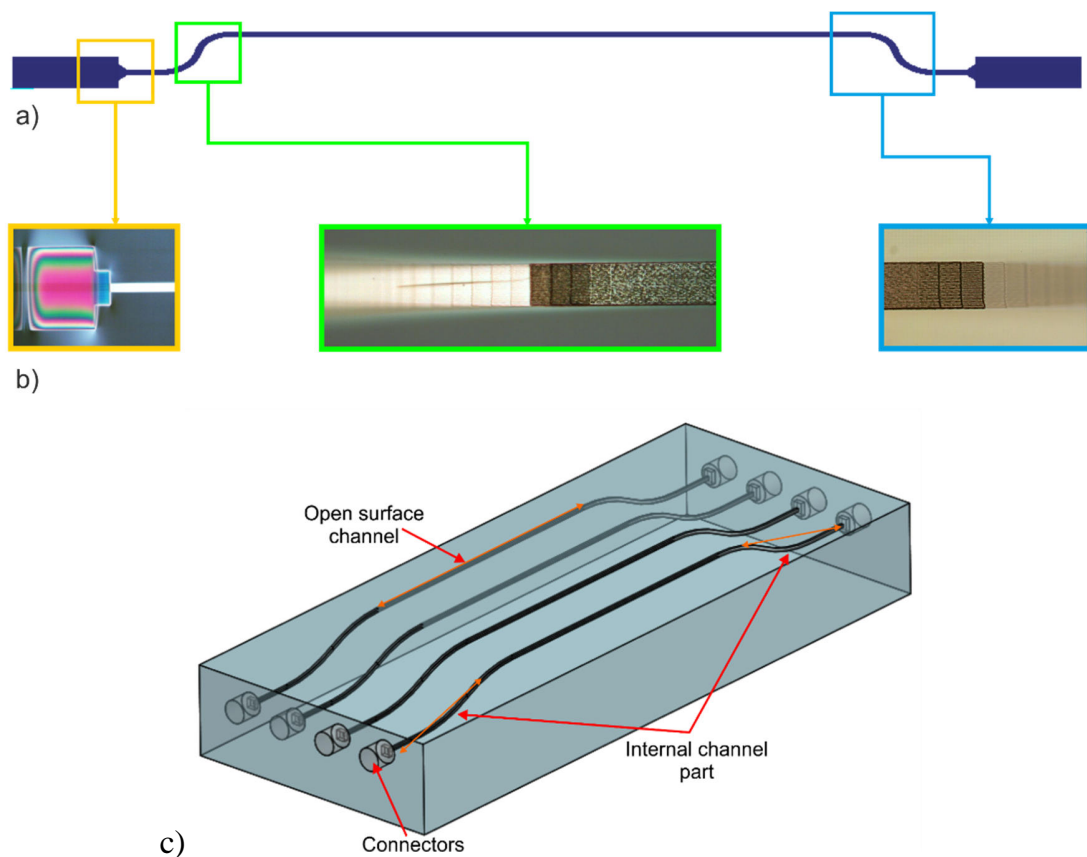 a)
b)
Open surface
channel
Internal channel
part
Connectors
c)